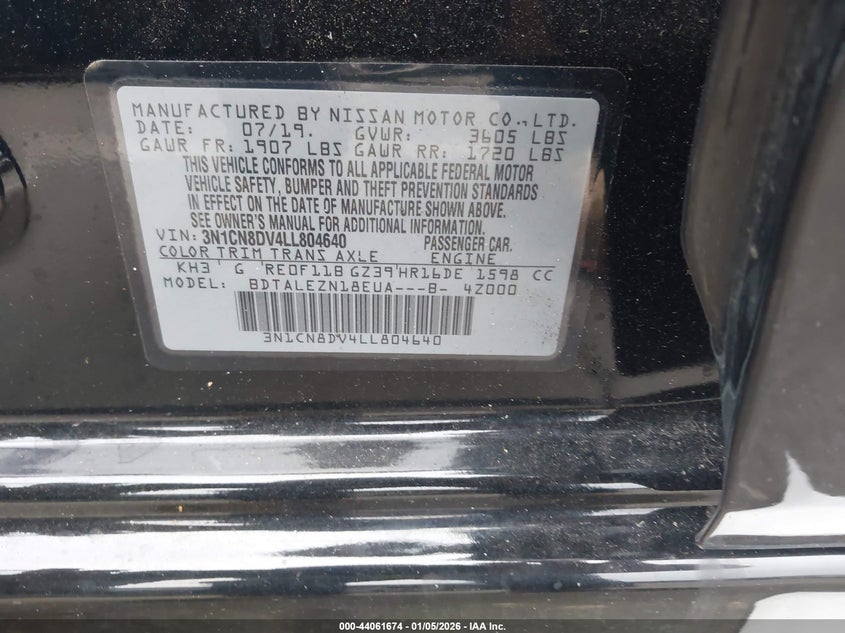 MANUFACTURED BY NISSAN MOTOR CO.,LTD.
DATE: 07/19. GVWR: 3605 LBS
GAWR FR: 1907 LBS GAWR RR: 1720 LBS
THIS VEHICLE CONFORMS TO ALL APPLICABLE FEDERAL MOTOR
VEHICLE SAFETY, BUMPER AND THEFT PREVENTION STANDARDS
IN EFFECT ON THE DATE OF MANUFACTURE SHOWN ABOVE.
SEE OWNER'S MANUAL FOR ADDITIONAL INFORMATION.
VIN: 3N1CN8DV4LL804640 PASSENGER CAR.
COLOR TRIM TRANS AXLE ENGINE
KH3 G RE0F11B GZ39 HR16DE 1598 CC
MODEL: BDTALEZN18EUA---B- 4Z000
3N1CN8DV4LL804640
000-44061674 | 01/05/2026 – IAA Inc.